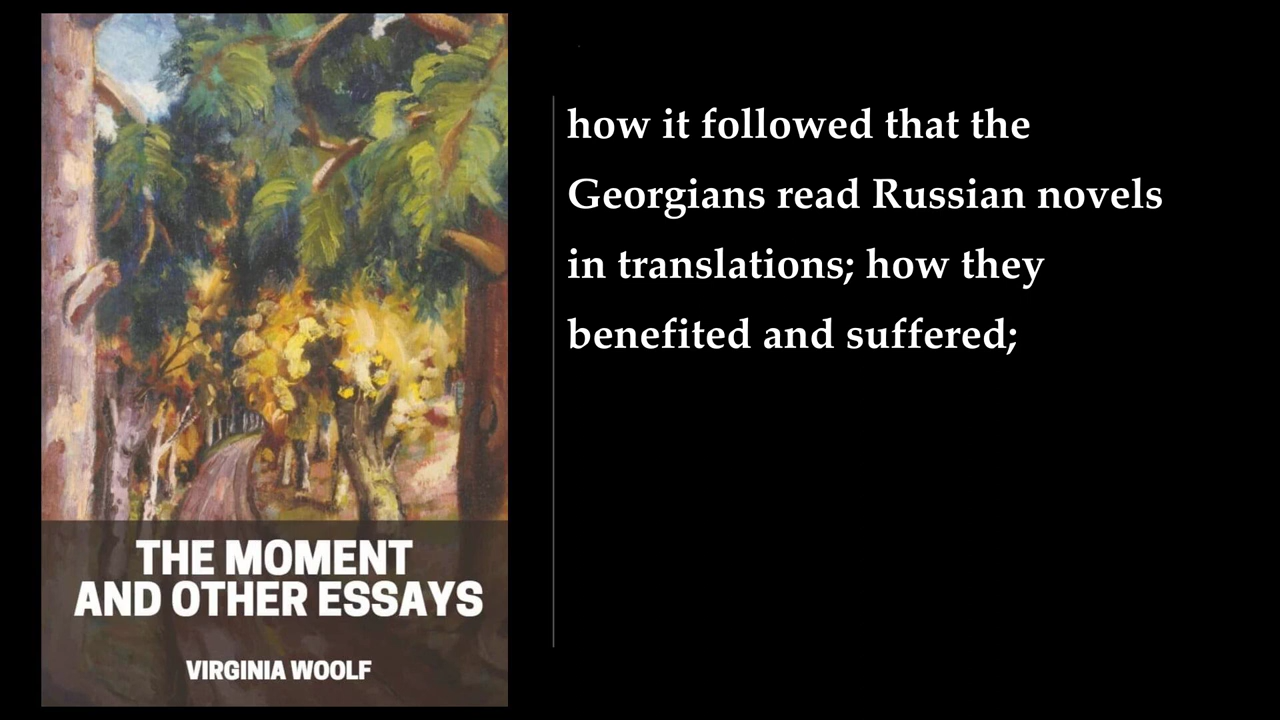 THE MOMENT
AND OTHER ESSAYS
VIRGINIA WOOLF
how it followed that the
Georgians read Russian novels
in translations; how they
benefited and suffered;